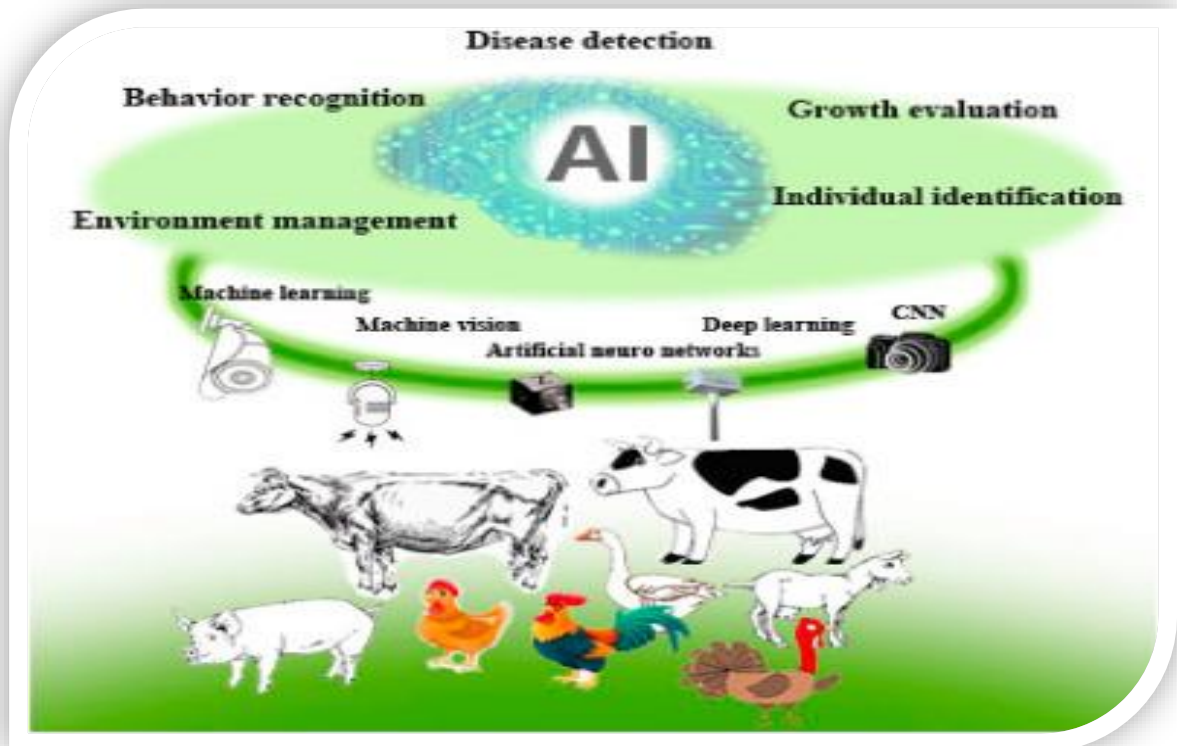 Disease detection
Behavior recognition
Growth evaluation
AI
Individual identification
Environment management
Machine learning
CNN
Machine vision
Deep learning
Artificial neuro networks